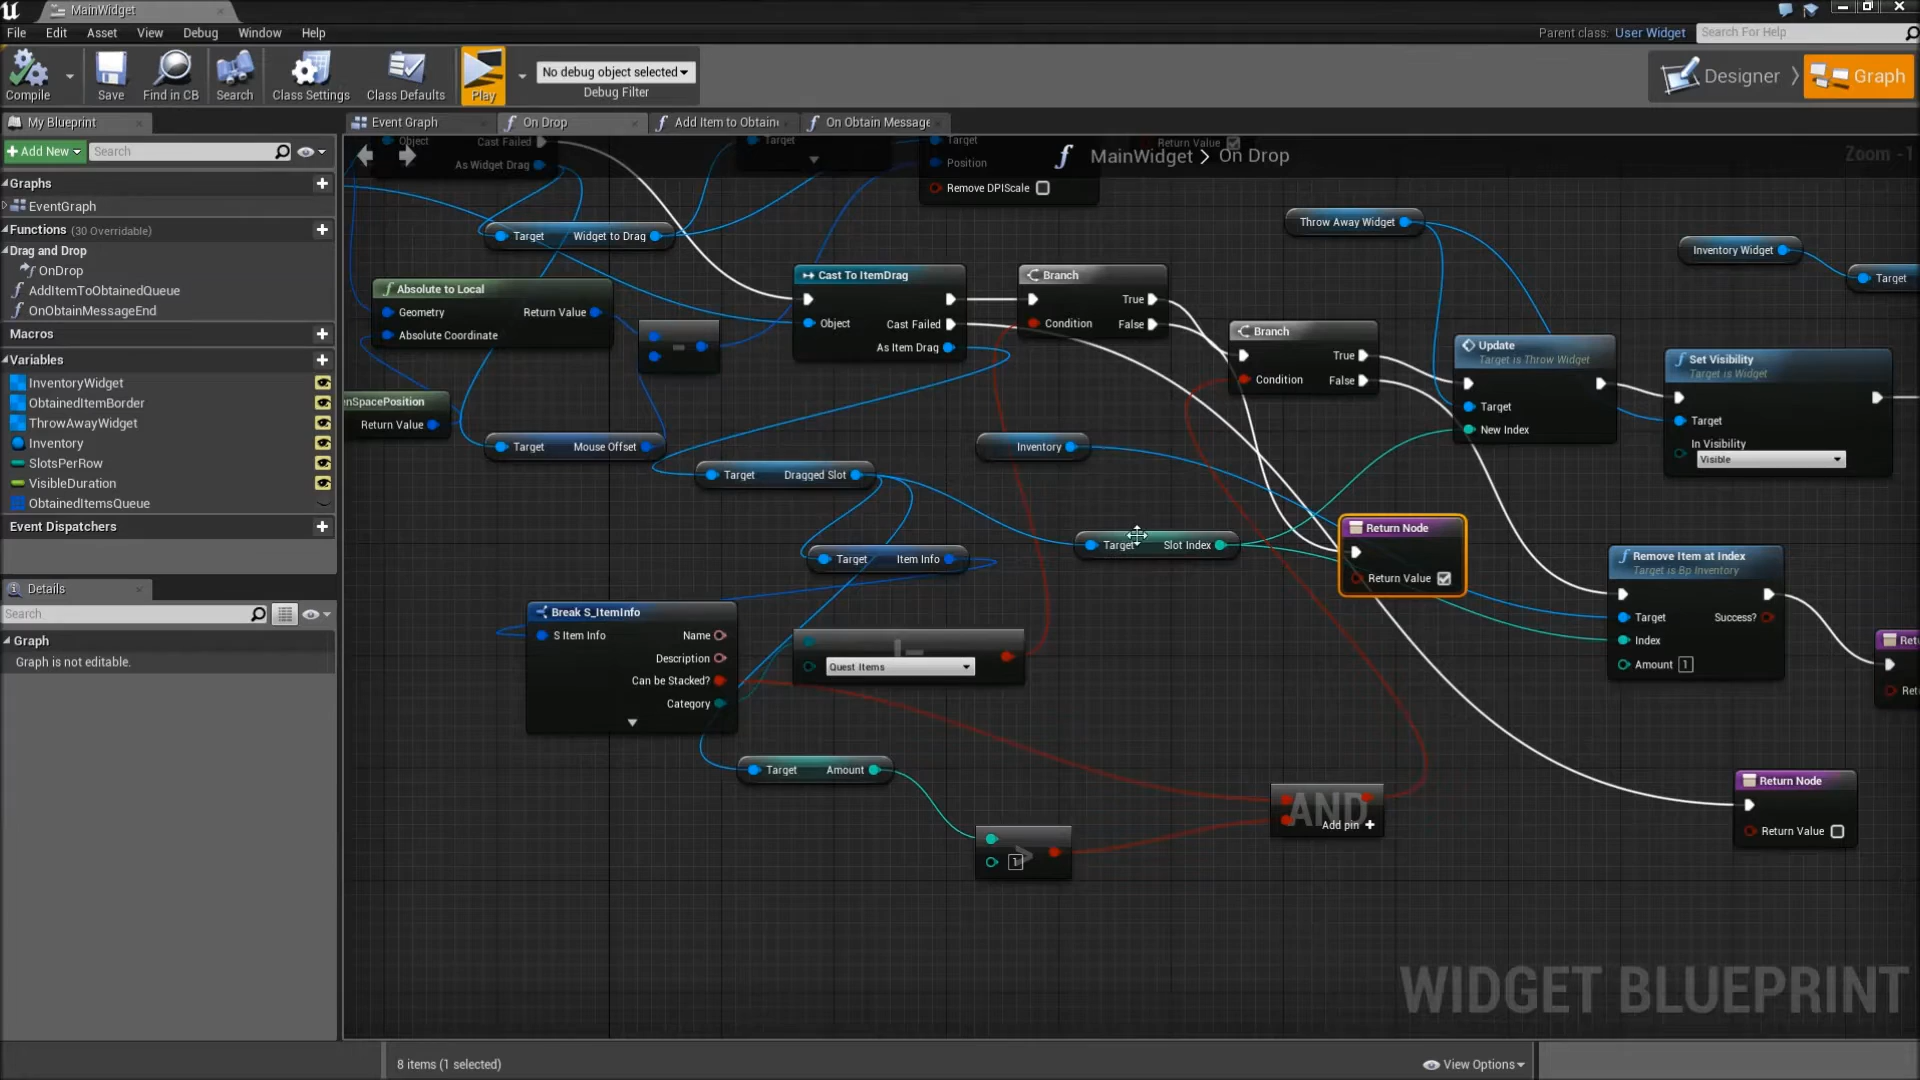 MainWidget
File Edit Asset View Debug Window Help
Parent class: User Widget
Search For Help
Compile
Save
Find in CB
Search
Class Settings
Class Defaults
Play
No debug object selected
Debug Filter
Designer
Graph
My Blueprint
Event Graph
On Drop
Add Item to Obtain
On Obtain Message
Add New
Search
Graphs
EventGraph
Functions (30 Overridable)
Drag and Drop
OnDrop
AddItemToObtainedQueue
OnObtainMessageEnd
Macros
Variables
InventoryWidget
ObtainedItemBorder
ThrowAwayWidget
Inventory
SlotsPerRow
VisibleDuration
ObtainedItemsQueue
Event Dispatchers
Details
Search
Graph
Graph is not editable.
MainWidget > On Drop
Zoom -1
Object
Cast Failed
As Widget Drag
Target
Target
Position
Remove DPIScale
Return Value
Target Widget to Drag
Absolute to Local
Geometry
Return Value
Absolute Coordinate
-
enSpacePosition
Return Value
Target Mouse Offset
Cast To ItemDrag
Object
Cast Failed
As Item Drag
Branch
True
Condition
False
Branch
True
Condition
False
Throw Away Widget
Inventory Widget
Target
Update
Target is Throw Widget
Target
New Index
Set Visibility
Target is Widget
Target
In Visibility
Visible
Inventory
Target Dragged Slot
Target Slot Index
Target Item Info
Return Node
Return Value
Remove Item at Index
Target is Bp Inventory
Target
Success?
Index
Amount 1
Retu
Retu
Break S_ItemInfo
S Item Info
Name
Description
Can be Stacked?
Category
!=
Quest Items
Target Amount
>
1
AND
Add pin +
Return Node
Return Value
WIDGET BLUEPRINT
8 items (1 selected)
View Options